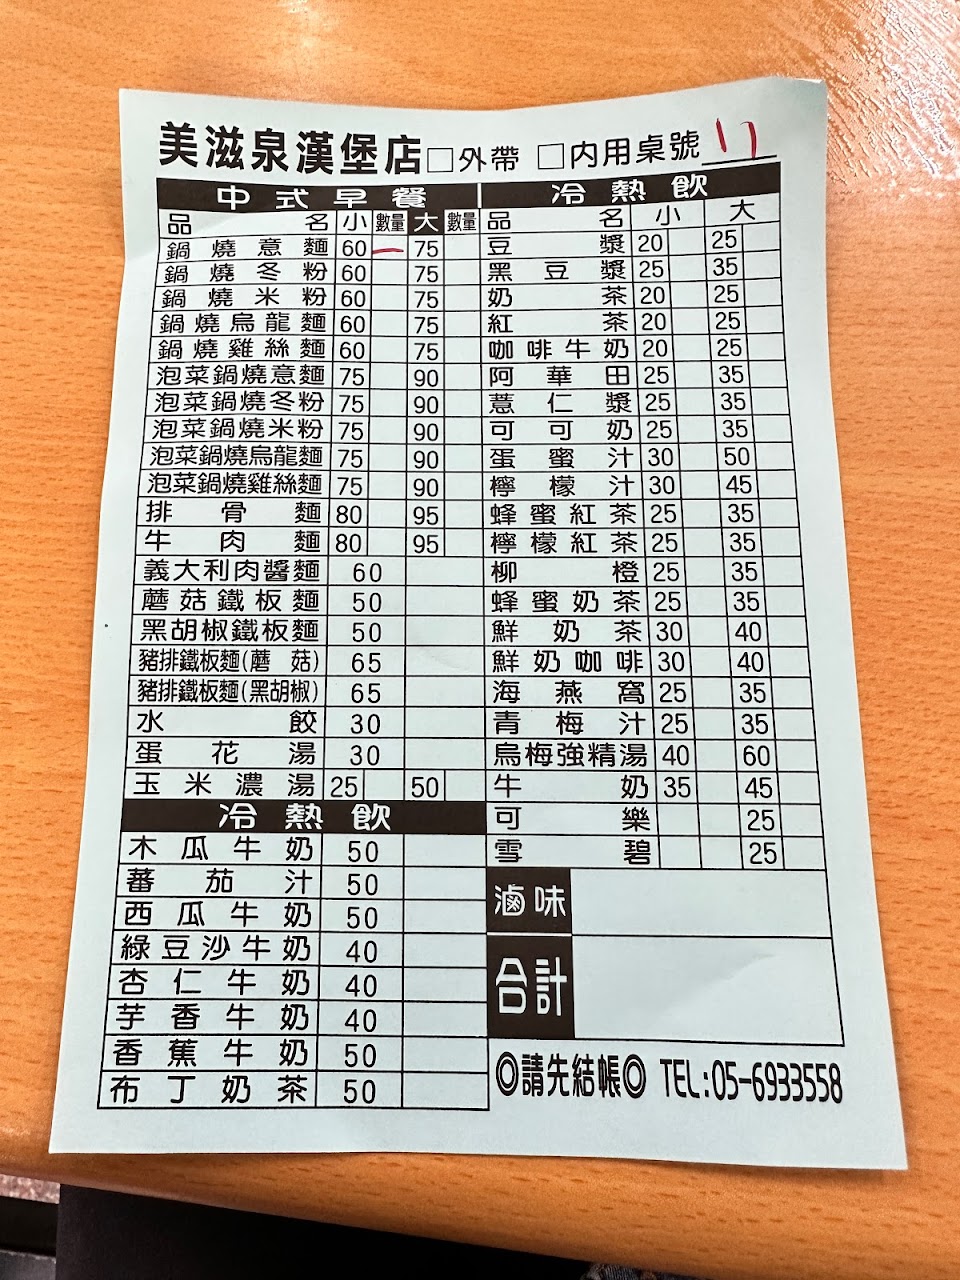 美滋泉漢堡店 □外帶 □內用桌號 17
中式早餐
品名 小 數量 大 數量
鍋燒意麵 60 一 75
鍋燒冬粉 60 75
鍋燒米粉 60 75
鍋燒烏龍麵 60 75
鍋燒雞絲麵 60 75
泡菜鍋燒意麵 75 90
泡菜鍋燒冬粉 75 90
泡菜鍋燒米粉 75 90
泡菜鍋燒烏龍麵 75 90
泡菜鍋燒雞絲麵 75 90
排骨麵 80 95
牛肉麵 80 95
義大利肉醬麵 60
蘑菇鐵板麵 50
黑胡椒鐵板麵 50
豬排鐵板麵(蘑菇) 65
豬排鐵板麵(黑胡椒) 65
水餃 30
蛋花湯 30
玉米濃湯 25 50
冷熱飲
木瓜牛奶 50
蕃茄汁 50
西瓜牛奶 50
綠豆沙牛奶 40
杏仁牛奶 40
芋香牛奶 40
香蕉牛奶 50
布丁奶茶 50
冷熱飲
品名 小 大
豆漿 20 25
黑豆漿 25 35
奶茶 20 25
紅茶 20 25
咖啡牛奶 20 25
阿華田 25 35
薏仁漿 25 35
可可奶 25 35
蛋蜜汁 30 50
檸檬汁 30 45
蜂蜜紅茶 25 35
檸檬紅茶 25 35
柳橙 25 35
蜂蜜奶茶 25 35
鮮奶茶 30 40
鮮奶咖啡 30 40
海燕窩 25 35
青梅汁 25 35
烏梅強精湯 40 60
牛奶 35 45
可樂 25
雪碧 25
滷味
合計
◎請先結帳◎ TEL:05-6933558